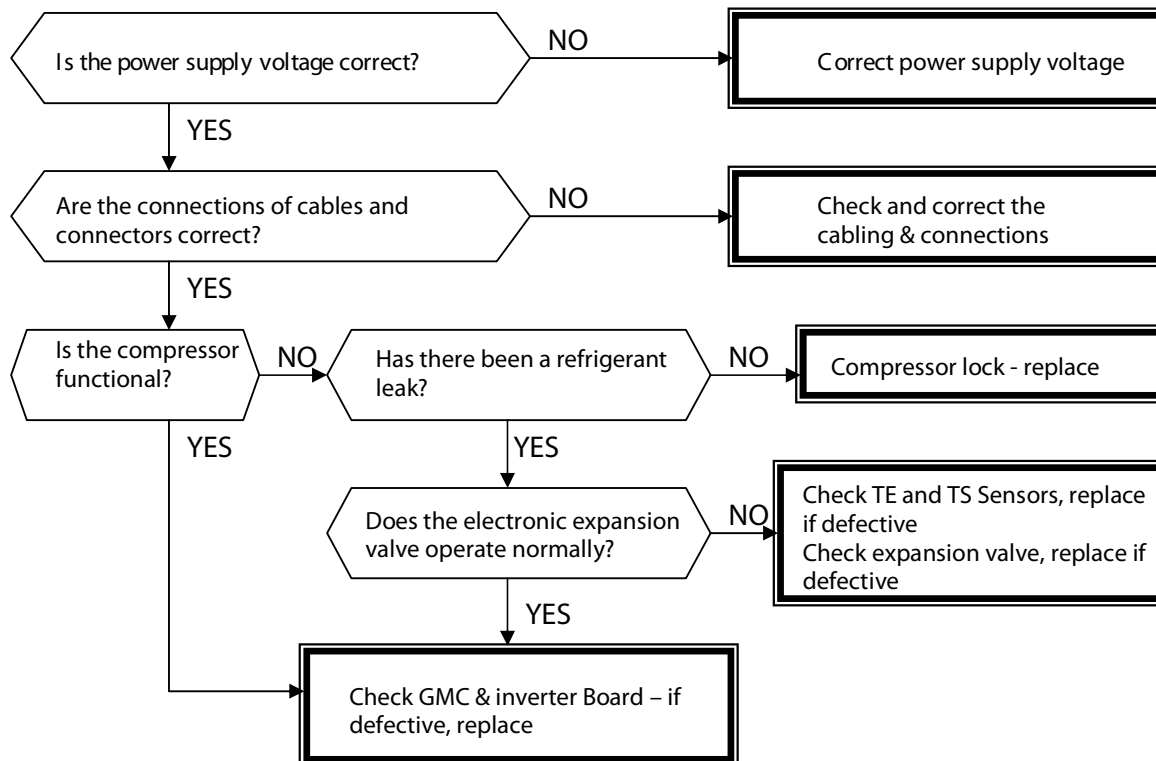 Is the power supply voltage correct?
NO
Correct power supply voltage
YES
Are the connections of cables and
connectors correct?
NO
Check and correct the
cabling & connections
YES
Is the compressor
functional?
NO
Has there been a refrigerant
leak?
NO
Compressor lock - replace
YES
YES
Does the electronic expansion
valve operate normally?
NO
Check TE and TS Sensors, replace
if defective
Check expansion valve, replace if
defective
YES
Check GMC & inverter Board – if
defective, replace